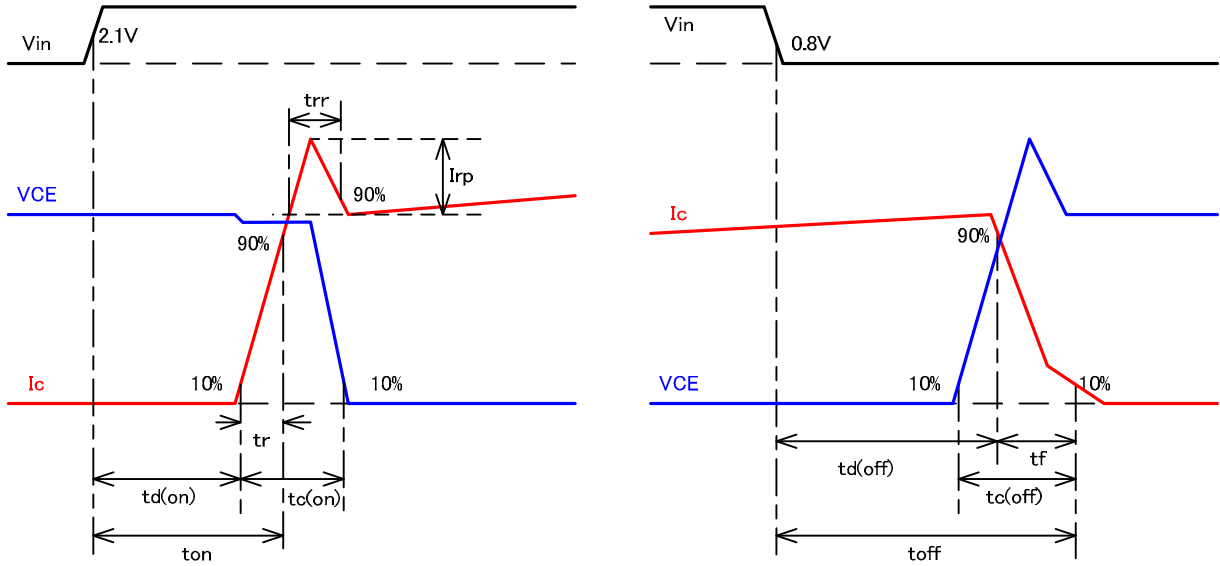 Vin
2.1V
trr
Irp
VCE
90%
90%
Ic
10%
10%
tr
td(on)
tc(on)
ton
Vin
0.8V
Ic
90%
VCE
10%
10%
td(off)
tf
tc(off)
toff